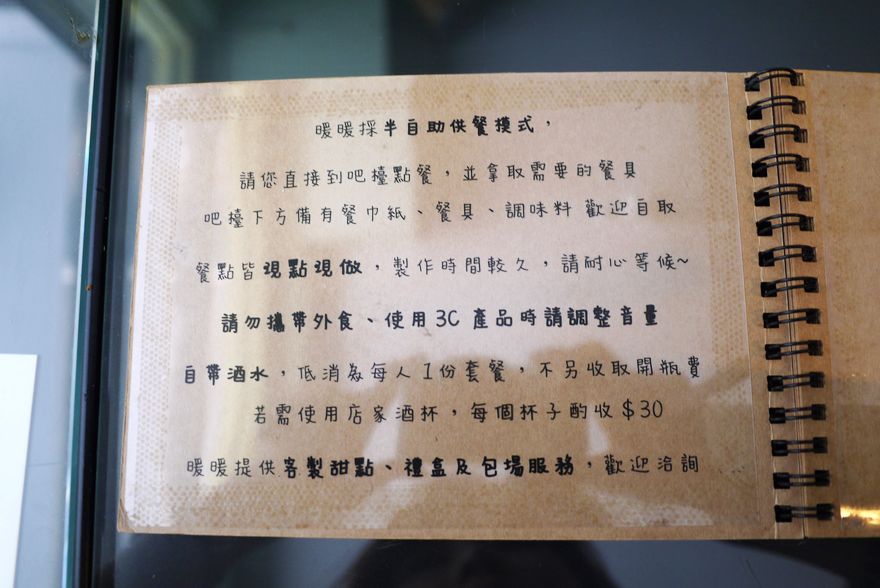 暖暖採半自助供餐模式，
請您直接到吧檯點餐，並拿取需要的餐具
吧檯下方備有餐巾紙、餐具、調味料 歡迎自取
餐點皆現點現做，製作時間較久，請耐心等候~
請勿攜帶外食、使用 3C 產品時請調整音量
自帶酒水，低消為每人1份套餐，不另收取開瓶費
若需使用店家酒杯，每個杯子酌收$30
暖暖提供客製甜點、禮盒及包場服務，歡迎洽詢